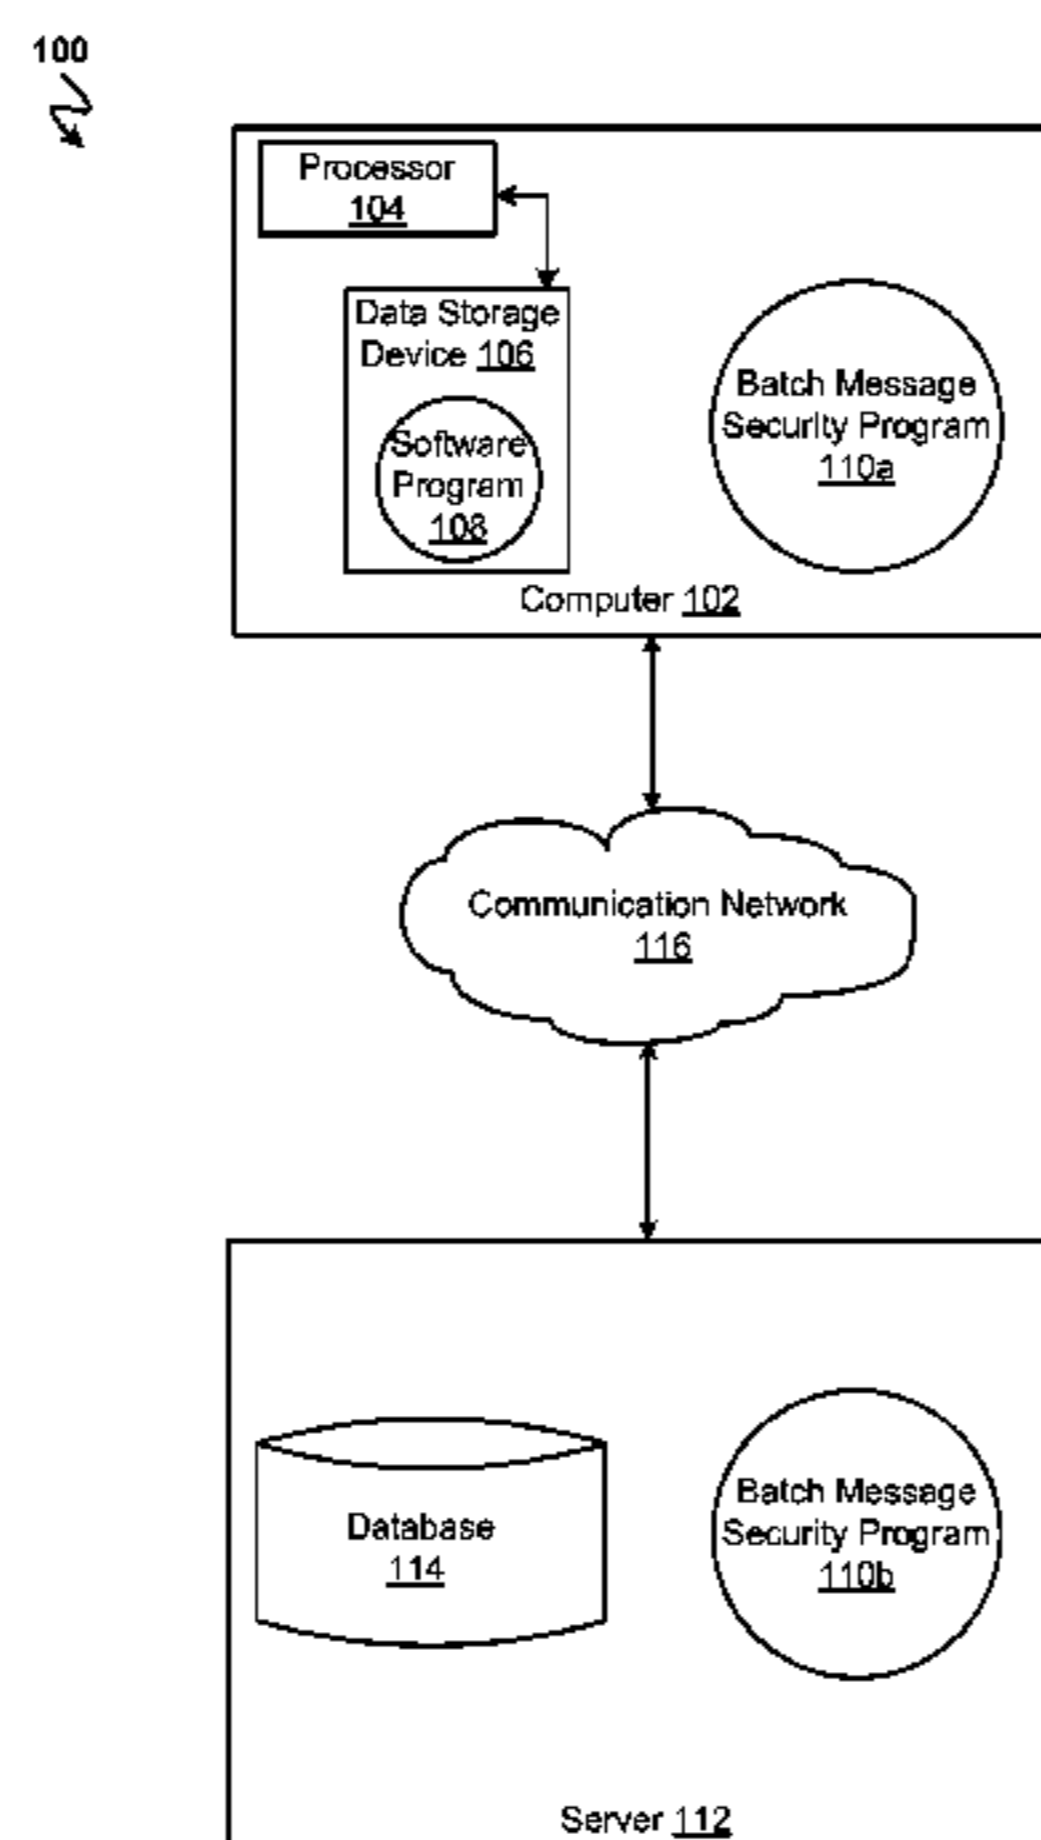 100
Processor
104
Data Storage
Device 106
Software
Program
108
Batch Message
Security Program
110a
Computer 102
Communication Network
116
Database
114
Batch Message
Security Program
110b
Server 112